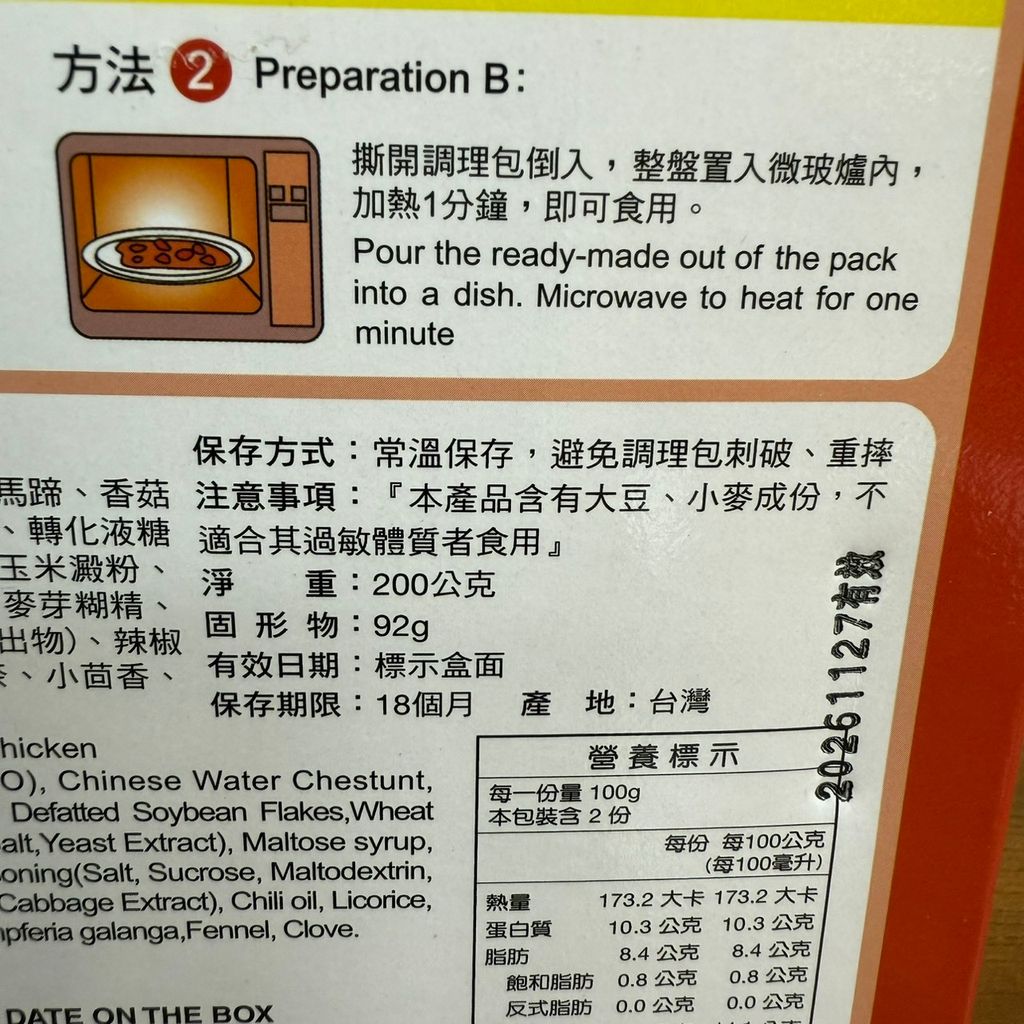 方法 2 Preparation B:
撕開調理包倒入，整盤置入微玻爐內，
加熱1分鐘，即可食用。
Pour the ready-made out of the pack
into a dish. Microwave to heat for one
minute
馬蹄、香菇
、轉化液糖
玉米澱粉、
麥芽糊精、
出物)、辣椒
、小茴香、
保存方式：常溫保存，避免調理包刺破、重摔
注意事項：『本產品含有大豆、小麥成份，不
適合其過敏體質者食用』
淨 重：200公克
固形物：92g
有效日期：標示盒面
保存期限：18個月 產 地：台灣
20261127有效
hicken
O), Chinese Water Chestunt,
Defatted Soybean Flakes,Wheat
alt,Yeast Extract), Maltose syrup,
oning(Salt, Sucrose, Maltodextrin,
Cabbage Extract), Chili oil, Licorice,
mpferia galanga,Fennel, Clove.
DATE ON THE BOX
營養標示
每一份量 100g
本包裝含 2 份
每份 每100公克
(每100毫升)
熱量 173.2 大卡 173.2 大卡
蛋白質 10.3 公克 10.3 公克
脂肪 8.4 公克 8.4 公克
飽和脂肪 0.8 公克 0.8 公克
反式脂肪 0.0 公克 0.0 公克